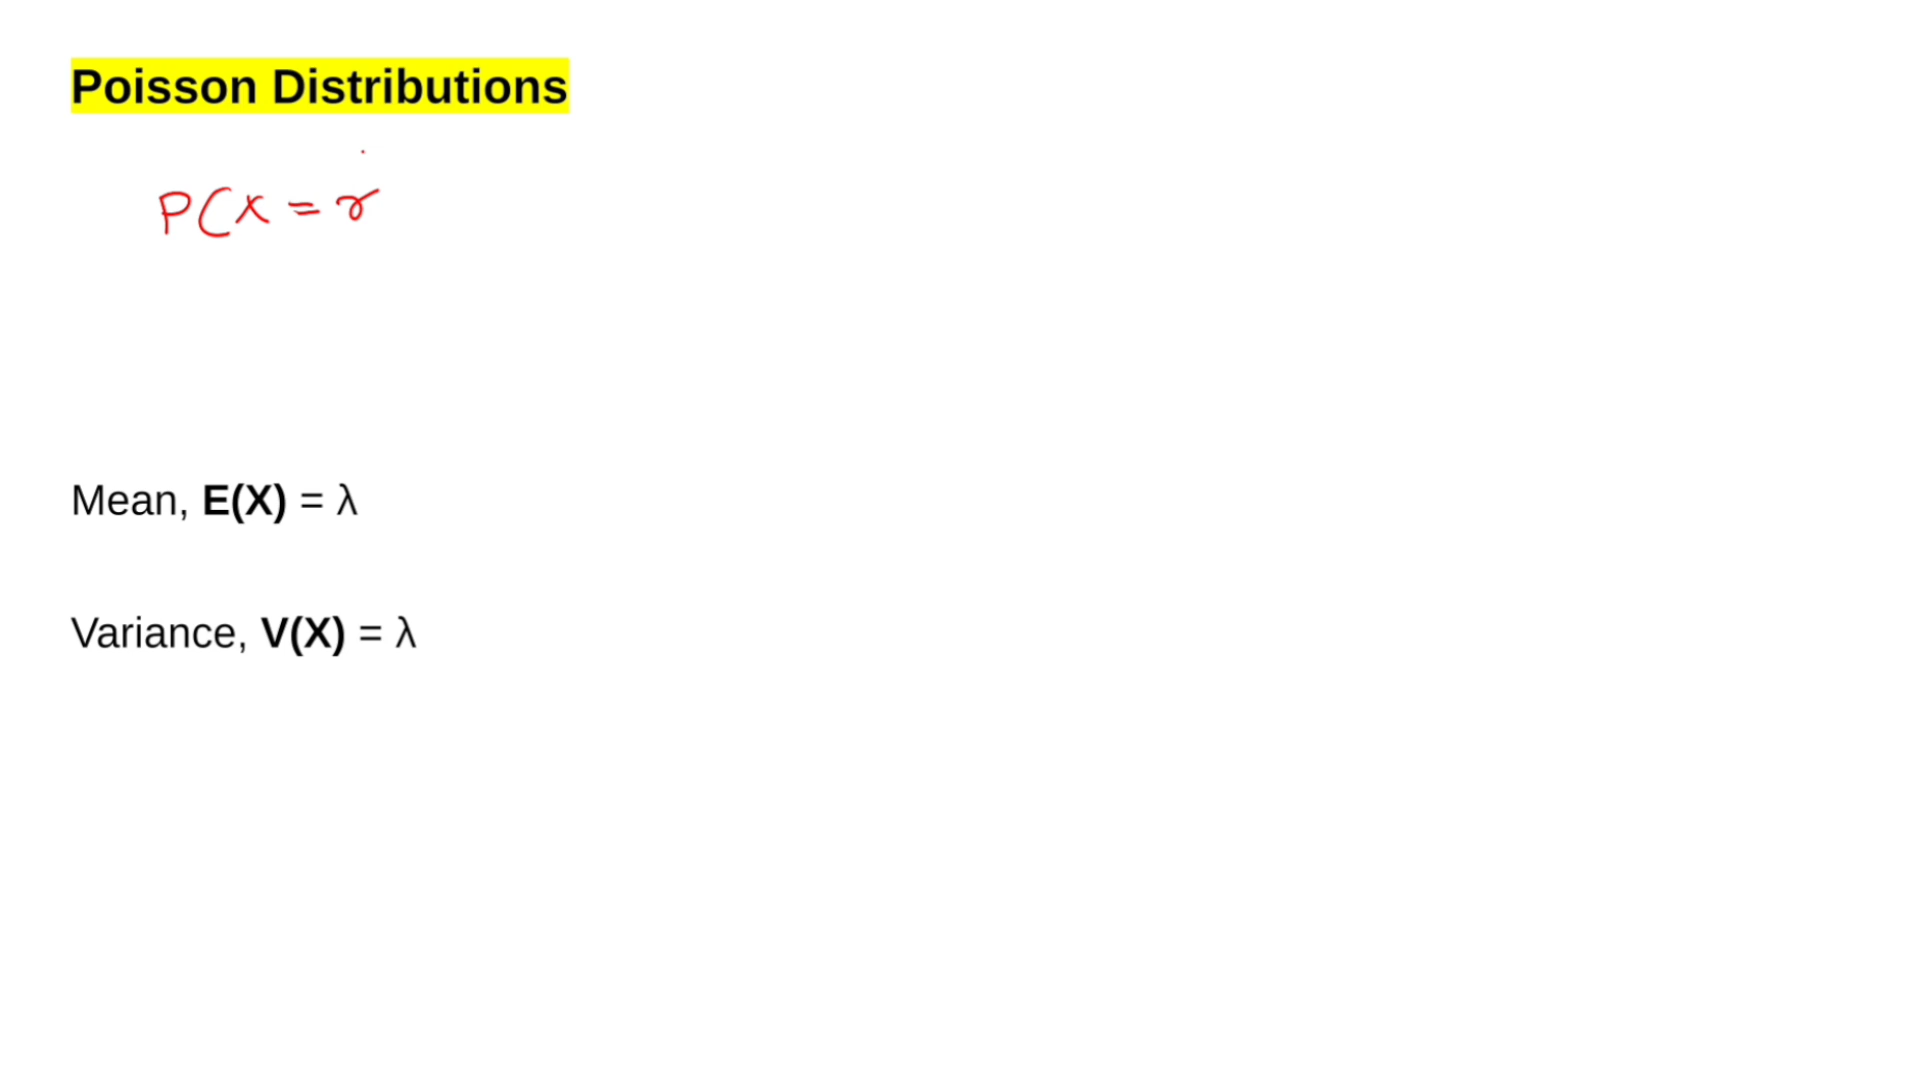 Poisson Distributions
P(X = r
Mean, E(X) = λ
Variance, V(X) = λ